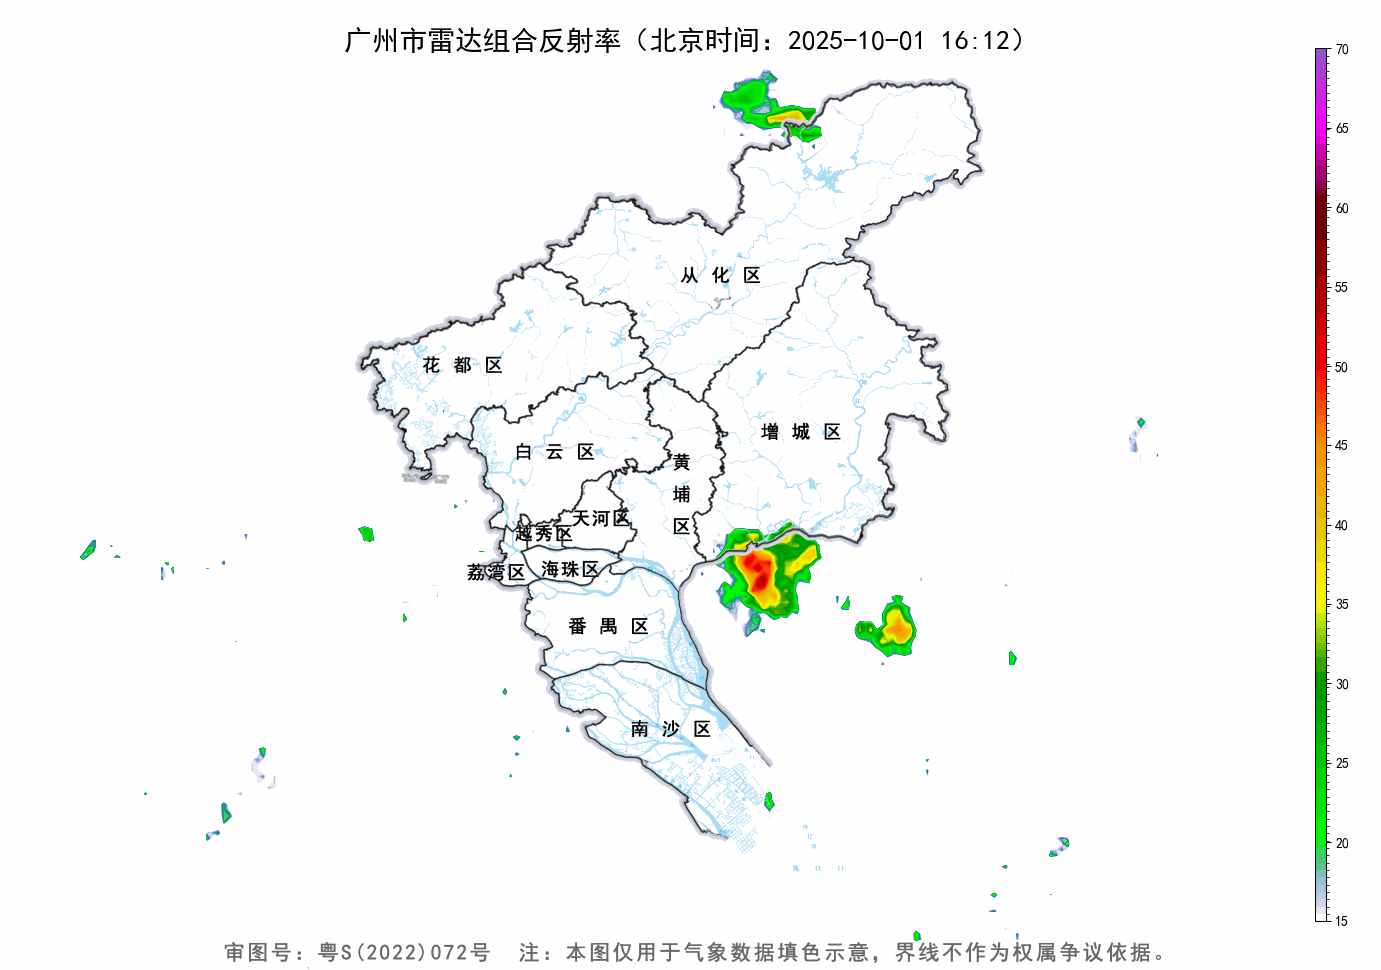 广州市雷达组合反射率（北京时间：2025-10-01 16:12）
70
65
60
55
50
45
40
35
30
25
20
15
从化区
花都区
增城区
白云区
黄埔区
天河区
越秀区
荔湾区
海珠区
番禺区
南沙区
审图号：粤S(2022)072号 注：本图仅用于气象数据填色示意，界线不作为权属争议依据。